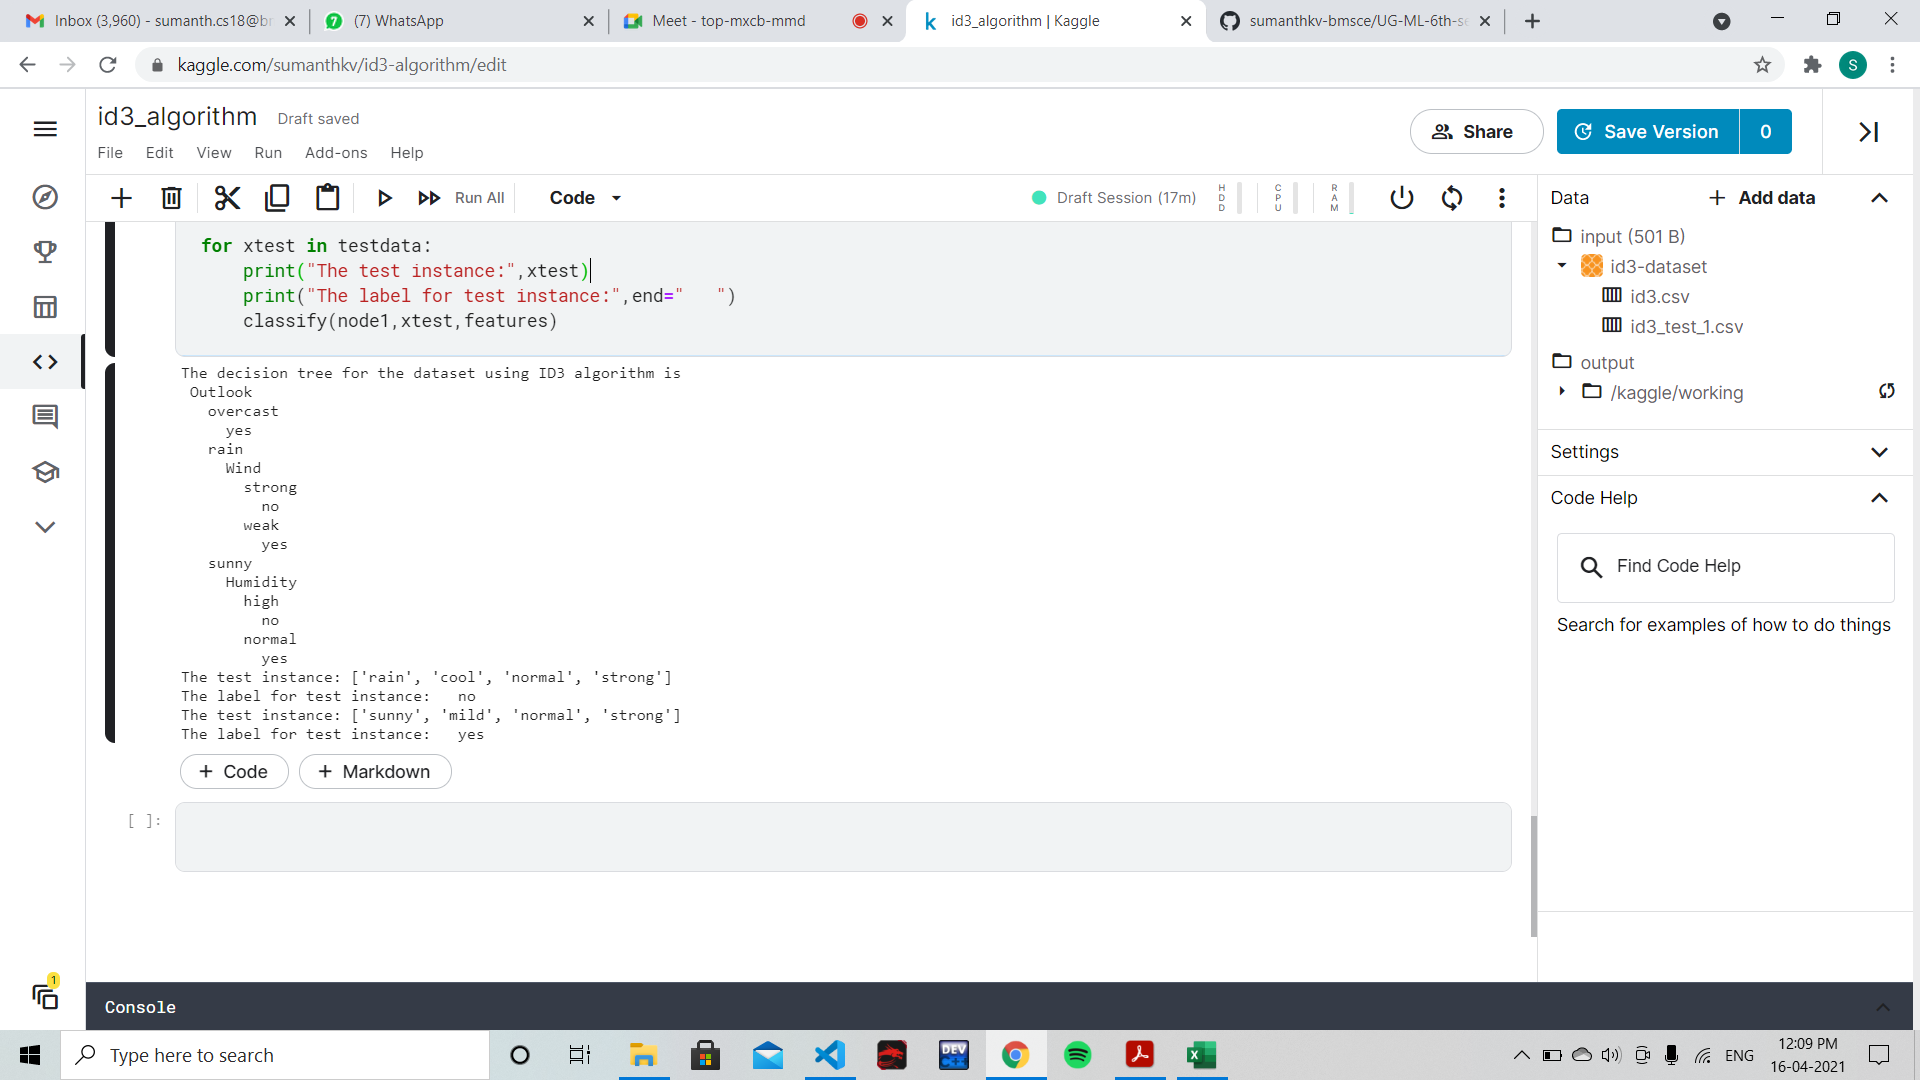 Inbox (3,960) - sumanth.cs18@br
(7) WhatsApp
Meet - top-mxcb-mmd
id3_algorithm | Kaggle
sumanthkv-bmsce/UG-ML-6th-se
kaggle.com/sumanthkv/id3-algorithm/edit
S
id3_algorithm
Draft saved
File Edit View Run Add-ons Help
Share
Save Version
0
Run All
Code
Draft Session (17m)
HDD
CPU
RAM
for xtest in testdata:
    print("The test instance:",xtest)
    print("The label for test instance:",end="   ")
    classify(node1,xtest,features)
The decision tree for the dataset using ID3 algorithm is
 Outlook
   overcast
     yes
   rain
     Wind
       strong
         no
       weak
         yes
   sunny
     Humidity
       high
         no
       normal
         yes
The test instance: ['rain', 'cool', 'normal', 'strong']
The label for test instance:   no
The test instance: ['sunny', 'mild', 'normal', 'strong']
The label for test instance:   yes
+ Code
+ Markdown
[ ]:
Data
+ Add data
input (501 B)
id3-dataset
id3.csv
id3_test_1.csv
output
/kaggle/working
Settings
Code Help
Find Code Help
Search for examples of how to do things
1
Console
Type here to search
DEV C++
ENG
12:09 PM
16-04-2021